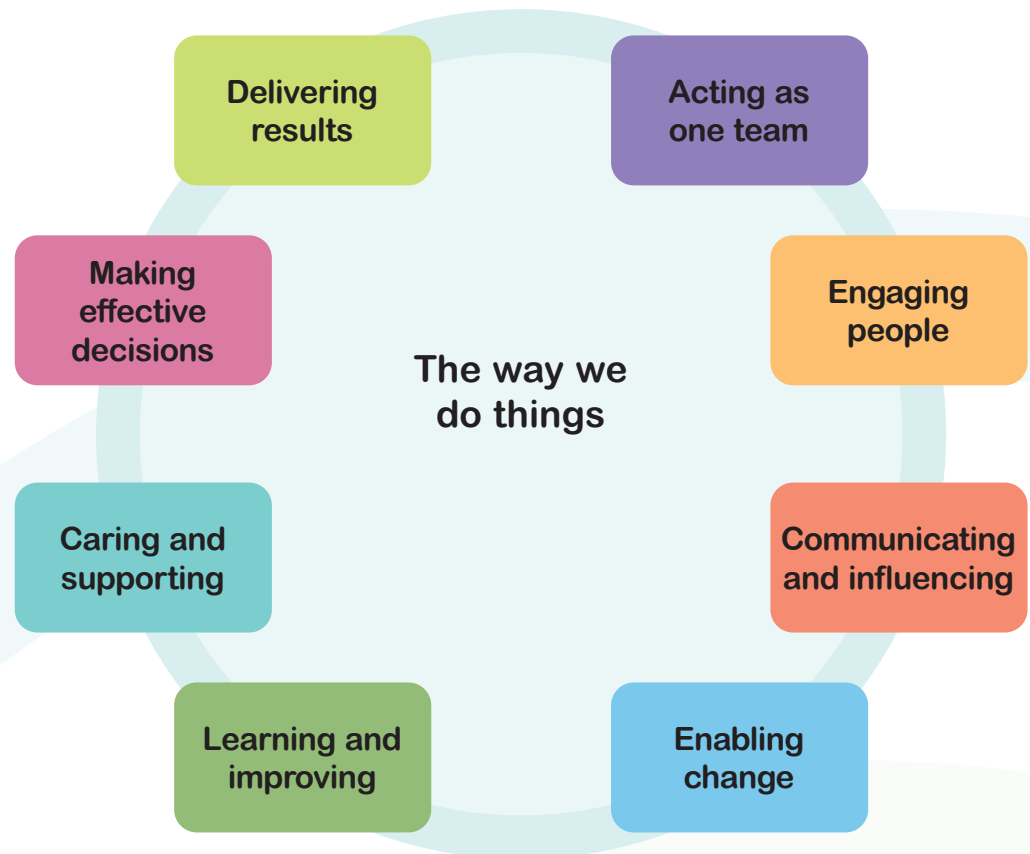 Delivering
results
Acting as
one team
Making
effective
decisions
Engaging
people
The way we
do things
Caring and
supporting
Communicating
and influencing
Learning and
improving
Enabling
change